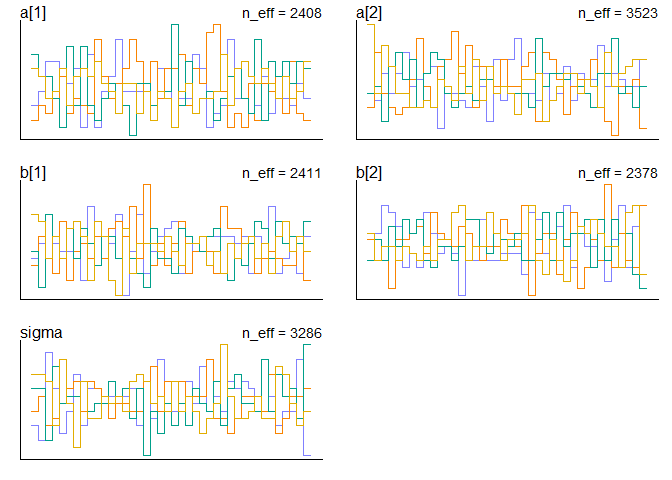 a[1] n_eff = 2408
a[2] n_eff = 3523
b[1] n_eff = 2411
b[2] n_eff = 2378
sigma n_eff = 3286